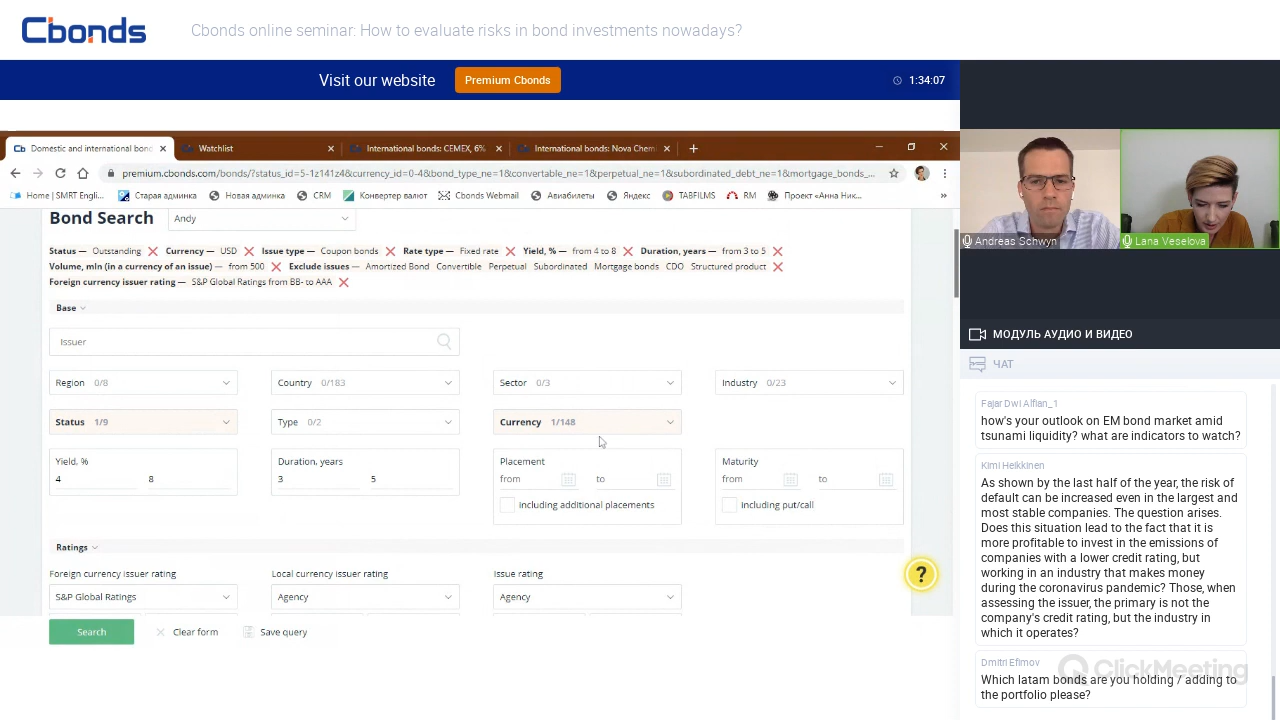 Cbonds
Cbonds online seminar: How to evaluate risks in bond investments nowadays?
Visit our website
Premium Cbonds
1:34:07
Cb Domestic and international bond
Watchlist
International bonds: CEMEX, 6%
International bonds: Nova Chemi
premium.cbonds.com/bonds/?status_id=5-1z141z4&currency_id=0-4&bond_type_ne=1&convertable_ne=1&perpetual_ne=1&subordinated_debt_ne=1&mortgage_bonds_...
Home | SMRT Engli...
Старая админка
Новая админка
CRM
Конвертер валют
Cbonds Webmail
Авиабилеты
Яндекс
TABFILMS
RM
Проект «Анна Ник...
Bond Search
Andy
Status — Outstanding Currency — USD Issue type — Coupon bonds Rate type — Fixed rate Yield, % — from 4 to 8 Duration, years — from 3 to 5
Volume, mln (in a currency of an issue) — from 500 Exclude issues — Amortized Bond Convertible Perpetual Subordinated Mortgage bonds CDO Structured product
Foreign currency issuer rating — S&P Global Ratings from BB- to AAA
Base
Issuer
Region 0/8
Country 0/183
Sector 0/3
Industry 0/23
Status 1/9
Type 0/2
Currency 1/148
Yield, %
4 8
Duration, years
3 5
Placement
from to
including additional placements
Maturity
from to
including put/call
Ratings
Foreign currency issuer rating
S&P Global Ratings
Local currency issuer rating
Agency
Issue rating
Agency
?
Search
Clear form
Save query
Andreas Schwyn
Lana Veselova
МОДУЛЬ АУДИО И ВИДЕО
ЧАТ
Fajar Dwi Alfian_1
how's your outlook on EM bond market amid
tsunami liquidity? what are indicators to watch?
Kimi Heikkinen
As shown by the last half of the year, the risk of
default can be increased even in the largest and
most stable companies. The question arises.
Does this situation lead to the fact that it is
more profitable to invest in the emissions of
companies with a lower credit rating, but
working in an industry that makes money
during the coronavirus pandemic? Those, when
assessing the issuer, the primary is not the
company's credit rating, but the industry in
which it operates?
Dmitri Efimov
Which latam bonds are you holding / adding to
the portfolio please?
ClickMeeting